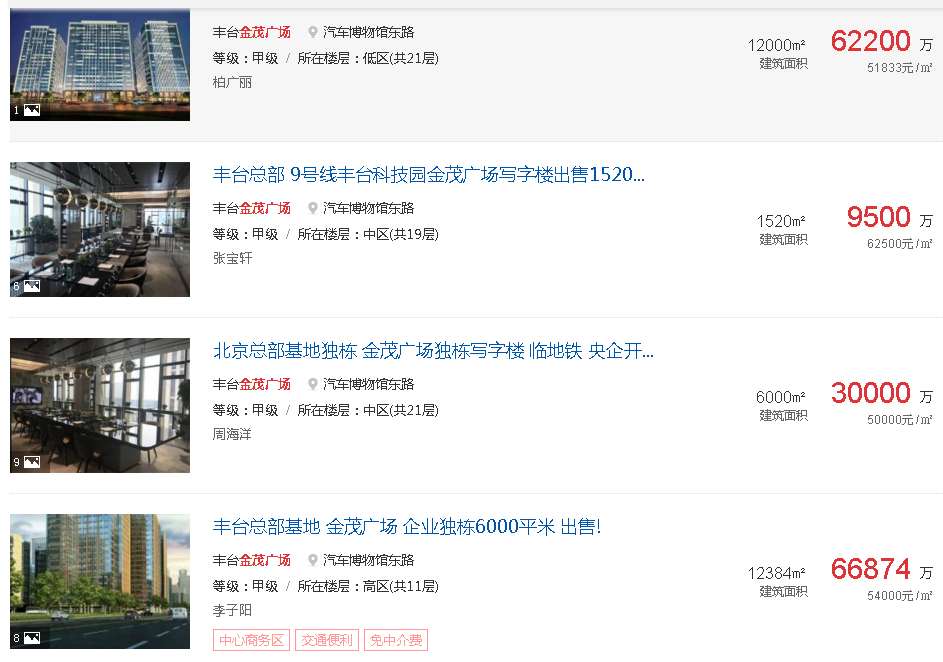 丰台金茂广场 汽车博物馆东路
等级：甲级 / 所在楼层：低区(共21层)
柏广丽
12000m² 62200 万
建筑面积 51833元/㎡
1
丰台总部 9号线丰台科技园金茂广场写字楼出售1520...
丰台金茂广场 汽车博物馆东路
等级：甲级 / 所在楼层：中区(共19层)
张宝轩
1520m² 9500 万
建筑面积 62500元/㎡
6
北京总部基地独栋 金茂广场独栋写字楼 临地铁 央企开...
丰台金茂广场 汽车博物馆东路
等级：甲级 / 所在楼层：中区(共21层)
周海洋
6000m² 30000 万
建筑面积 50000元/㎡
9
丰台总部基地 金茂广场 企业独栋6000平米 出售!
丰台金茂广场 汽车博物馆东路
等级：甲级 / 所在楼层：高区(共11层)
李子阳
12384m² 66874 万
建筑面积 54000元/㎡
8
中心商务区 交通便利 免中介费